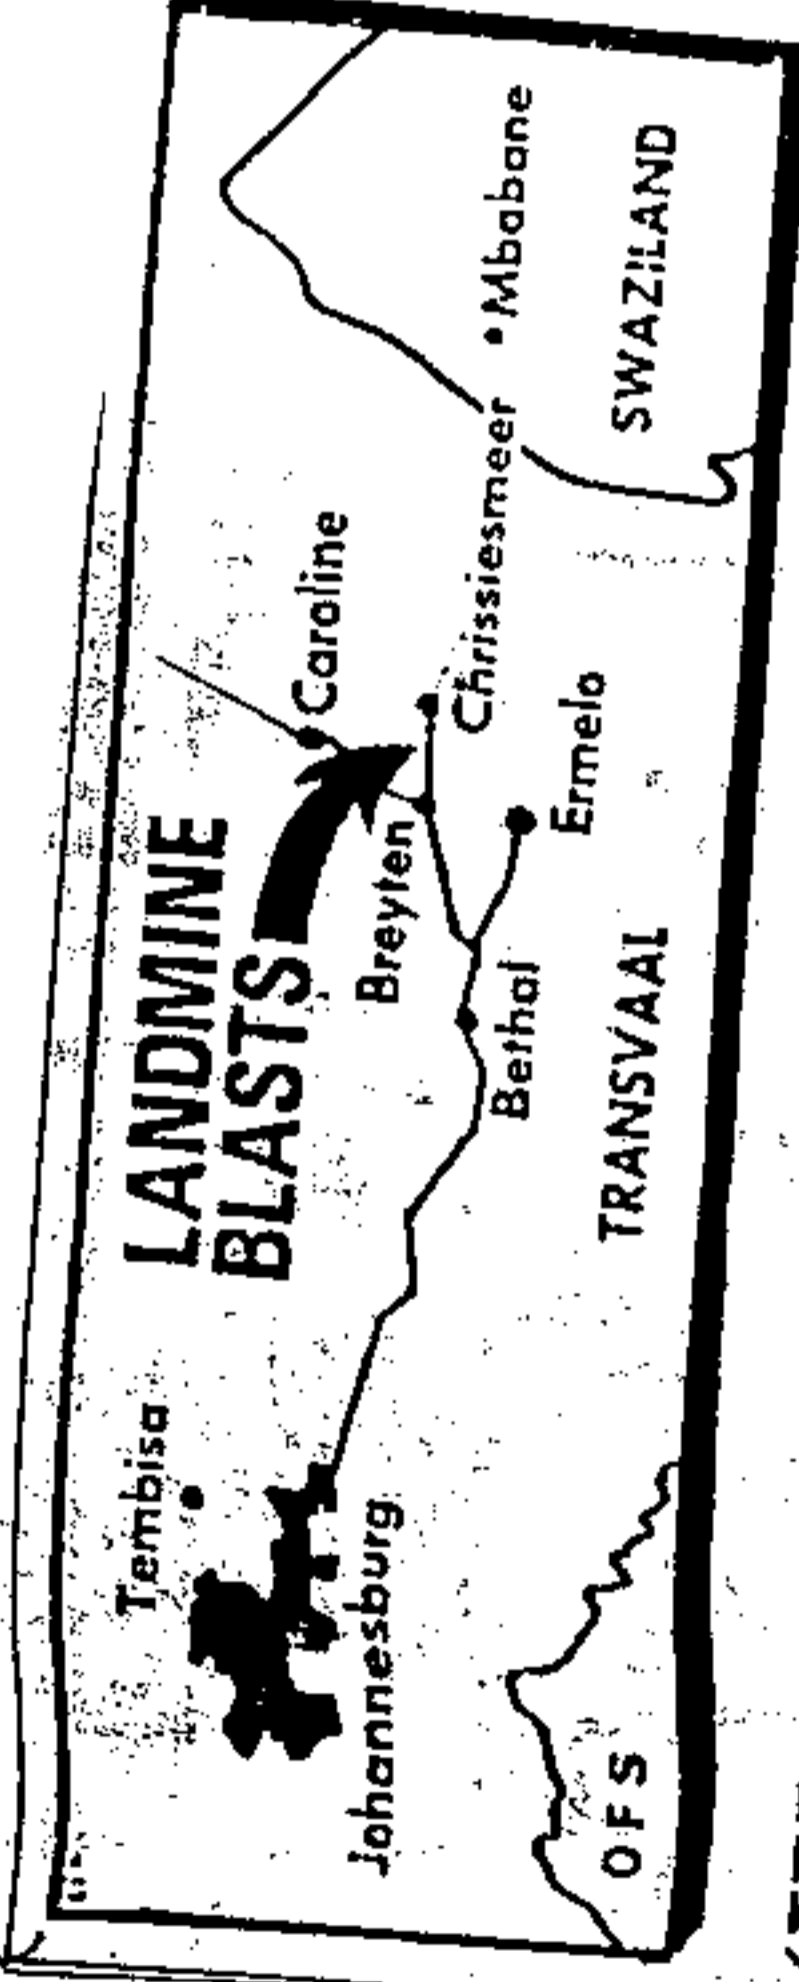 Tembisa
LANDMINE
BLASTS
Caroline
Johannesburg
Breyten
Chrissiesmeer
Mbabane
Bethal
Ermelo
OFS
TRANSVAAL
SWAZILAND